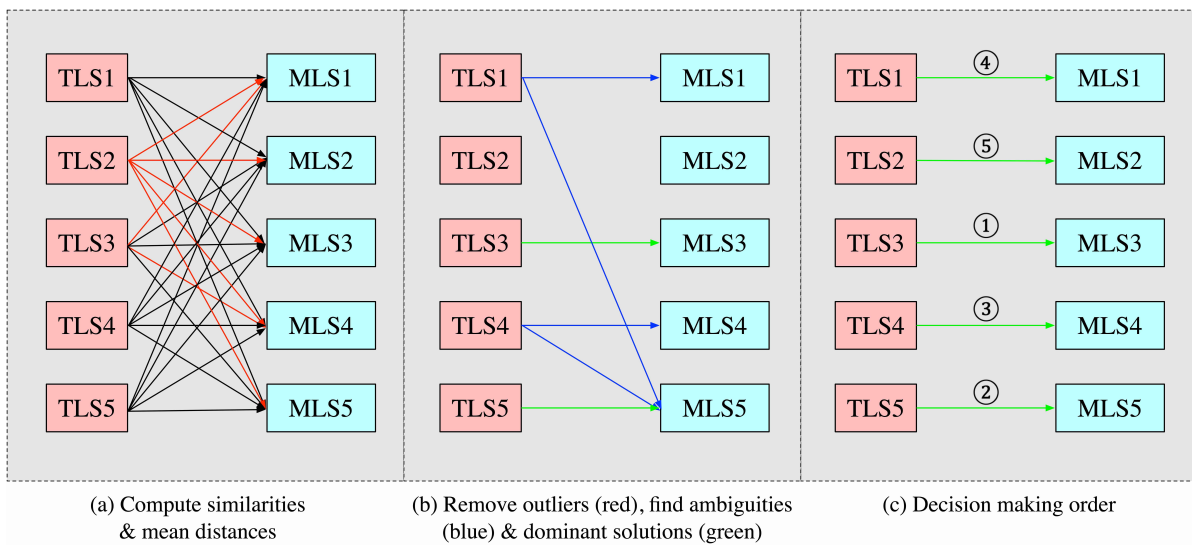 TLS1 MLS1
TLS2 MLS2
TLS3 MLS3
TLS4 MLS4
TLS5 MLS5
(a) Compute similarities
& mean distances
TLS1 MLS1
TLS2 MLS2
TLS3 MLS3
TLS4 MLS4
TLS5 MLS5
(b) Remove outliers (red), find ambiguities
(blue) & dominant solutions (green)
TLS1 ④ MLS1
TLS2 ⑤ MLS2
TLS3 ① MLS3
TLS4 ③ MLS4
TLS5 ② MLS5
(c) Decision making order